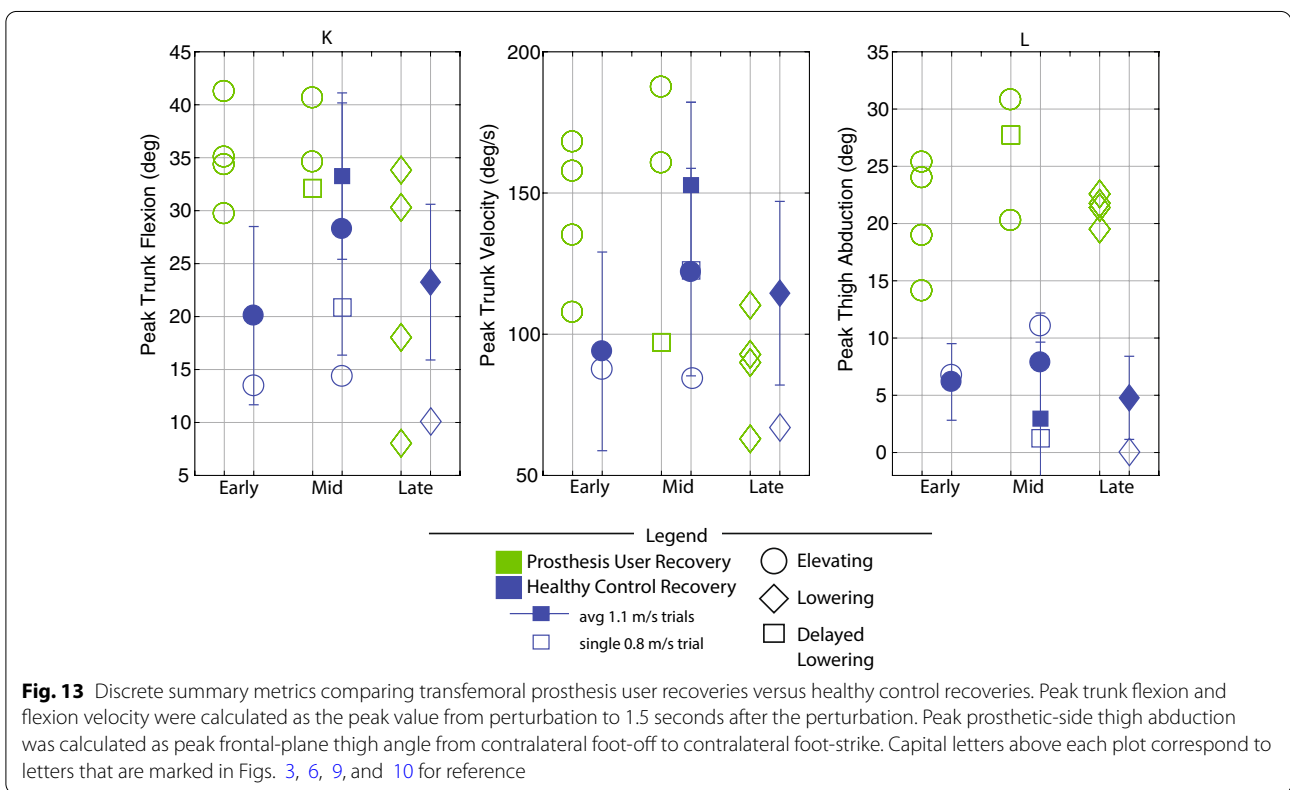 K
L
45
40
35
30
25
20
15
10
5
Peak Trunk Flexion (deg)
Early Mid Late
200
150
100
50
Peak Trunk Velocity (deg/s)
Early Mid Late
35
30
25
20
15
10
5
0
Peak Thigh Abduction (deg)
Early Mid Late
Legend
Prosthesis User Recovery
Healthy Control Recovery
avg 1.1 m/s trials
single 0.8 m/s trial
Elevating
Lowering
Delayed
Lowering
Fig. 13 Discrete summary metrics comparing transfemoral prosthesis user recoveries versus healthy control recoveries. Peak trunk flexion and
flexion velocity were calculated as the peak value from perturbation to 1.5 seconds after the perturbation. Peak prosthetic-side thigh abduction
was calculated as peak frontal-plane thigh angle from contralateral foot-off to contralateral foot-strike. Capital letters above each plot correspond to
letters that are marked in Figs. 3, 6, 9, and 10 for reference